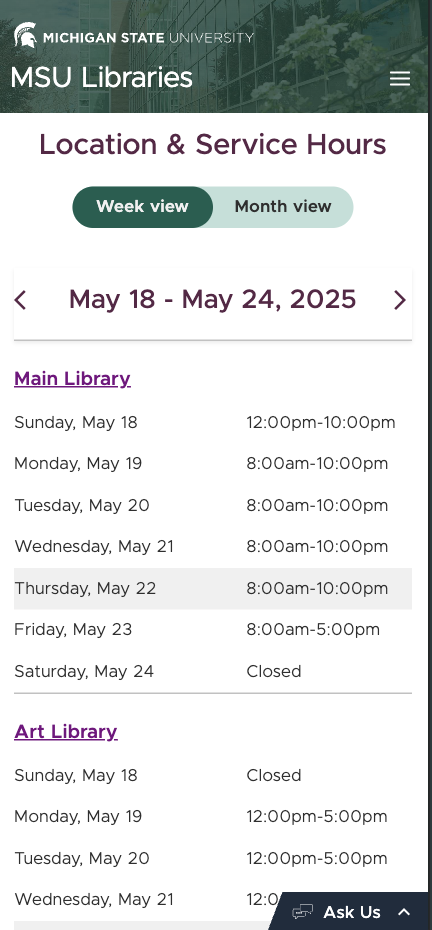 MICHIGAN STATE UNIVERSITY
MSU Libraries
Location & Service Hours
Week view Month view
May 18 - May 24, 2025
Main Library
Sunday, May 18 12:00pm-10:00pm
Monday, May 19 8:00am-10:00pm
Tuesday, May 20 8:00am-10:00pm
Wednesday, May 21 8:00am-10:00pm
Thursday, May 22 8:00am-10:00pm
Friday, May 23 8:00am-5:00pm
Saturday, May 24 Closed
Art Library
Sunday, May 18 Closed
Monday, May 19 12:00pm-5:00pm
Tuesday, May 20 12:00pm-5:00pm
Wednesday, May 21
Ask Us